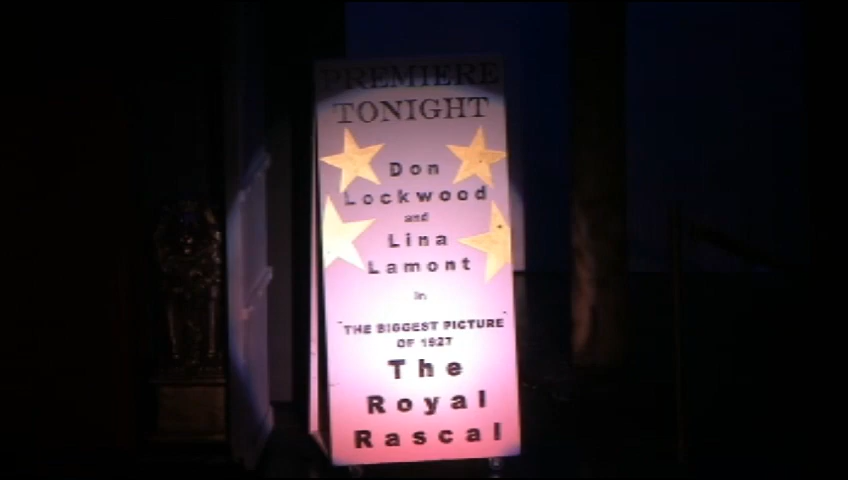 PREMIERE
TONIGHT
Don
Lockwood
and
Lina
Lamont
in
"THE BIGGEST PICTURE"
OF 1927
The
Royal
Rascal